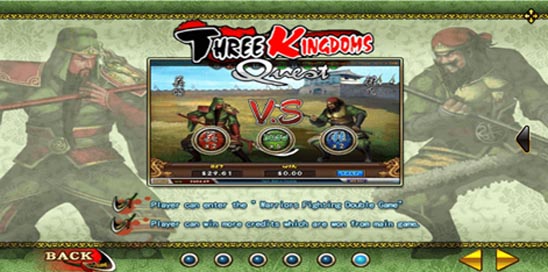 THREE KINGDOMS
Quest
V.S
BET
WIN
$29.61
$0.00
Player can enter the " Warriors Fighting Double Game"
Player can win more credits which are won from main game.
BACK